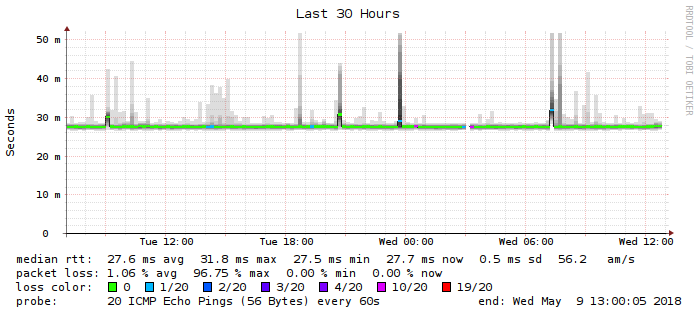 Last 30 Hours
RRDTOOL / TOBI OETIKER
Seconds
50 m
40 m
30 m
20 m
10 m
0
Tue 12:00 Tue 18:00 Wed 00:00 Wed 06:00 Wed 12:00
median rtt: 27.6 ms avg 31.8 ms max 27.5 ms min 27.7 ms now 0.5 ms sd 56.2 am/s
packet loss: 1.06 % avg 96.75 % max 0.00 % min 0.00 % now
loss color: 0 1/20 2/20 3/20 4/20 10/20 19/20
probe: 20 ICMP Echo Pings (56 Bytes) every 60s end: Wed May 9 13:00:05 2018